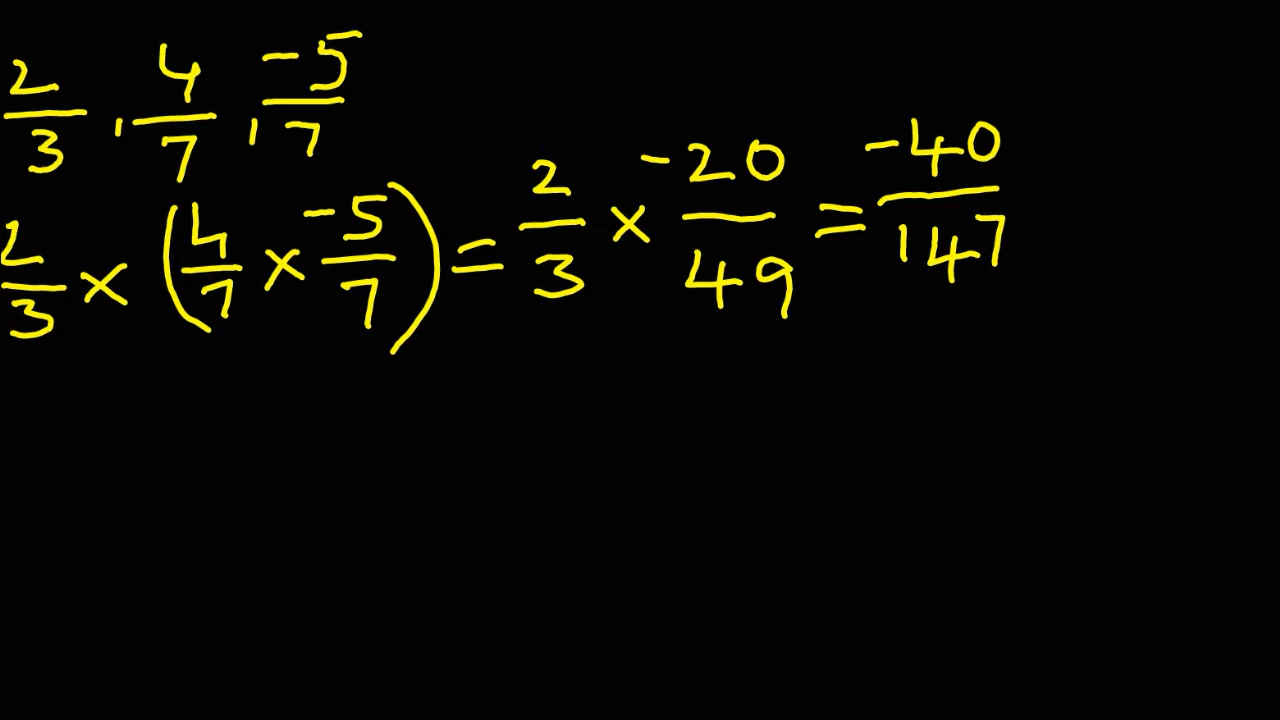 2/3 , 4/7 , -5/7
2/3 × (4/7 × -5/7) = 2/3 × -20/49 = -40/147